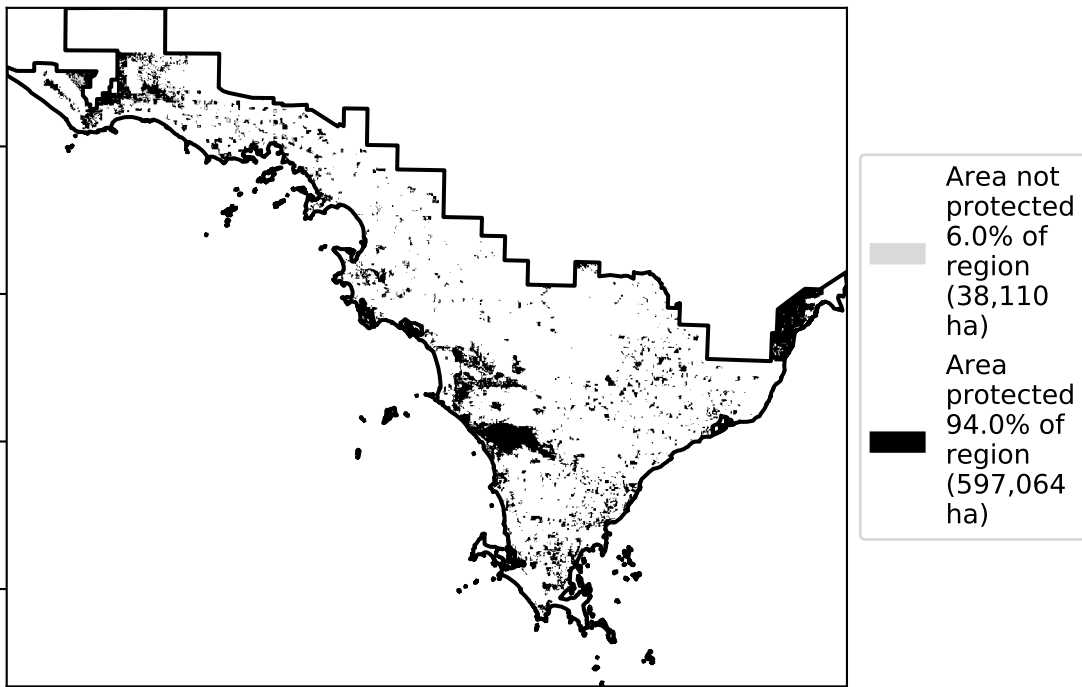 Area not
protected
6.0% of
region
(38,110
ha)
Area
protected
94.0% of
region
(597,064
ha)